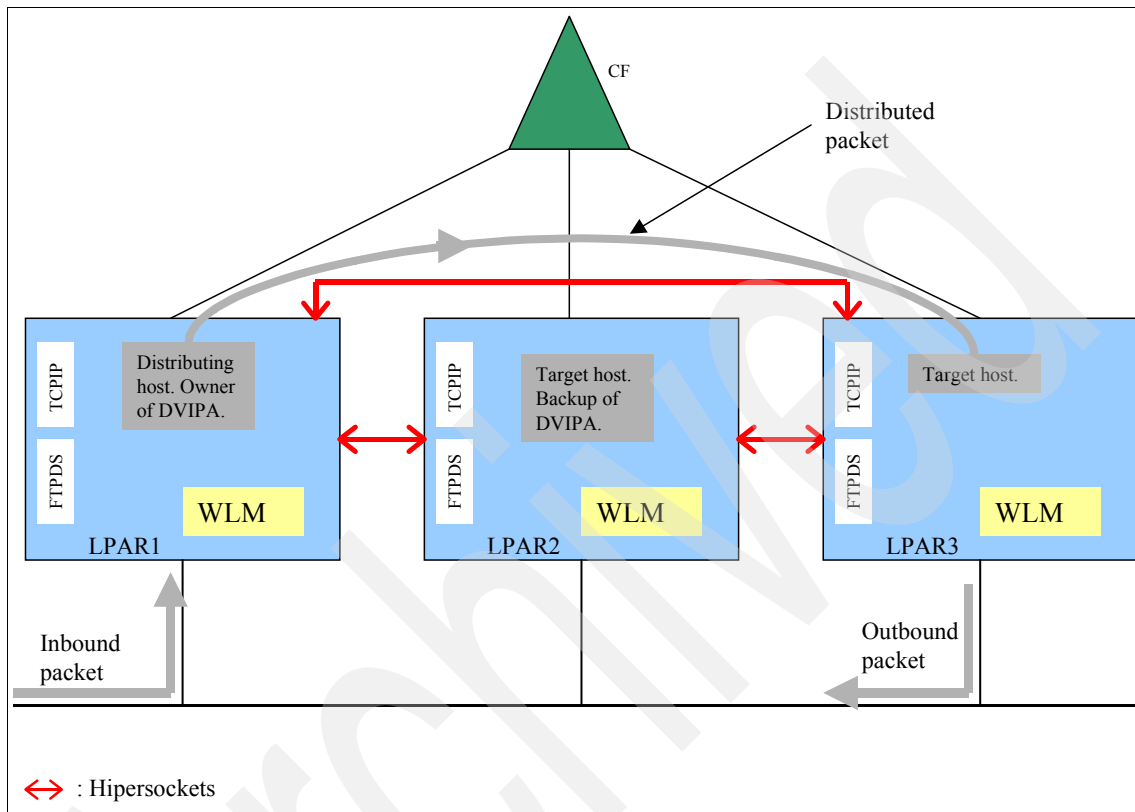 CF
Distributed
packet
TCPIP
Distributing
host. Owner
of DVIPA.
FTPDS
WLM
LPAR1
TCPIP
Target host.
Backup of
DVIPA.
FTPDS
WLM
LPAR2
TCPIP
Target host.
FTPDS
WLM
LPAR3
Inbound
packet
Outbound
packet
: Hipersockets
Archived